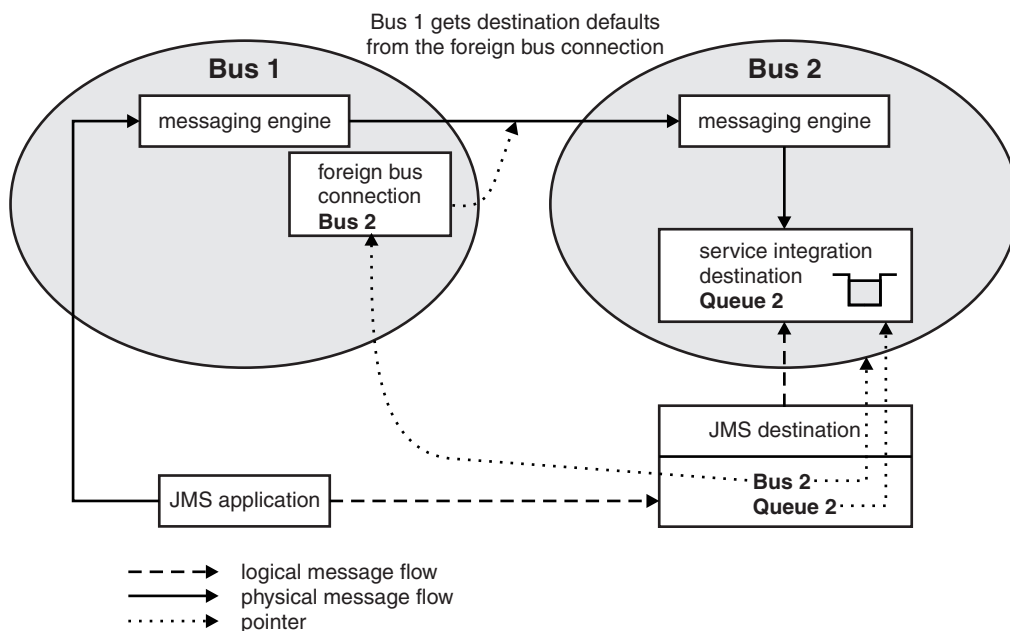 Bus 1 gets destination defaults
from the foreign bus connection
Bus 1
Bus 2
messaging engine
messaging engine
foreign bus
connection
Bus 2
service integration
destination
Queue 2
JMS destination
Bus 2
Queue 2
JMS application
logical message flow
physical message flow
pointer